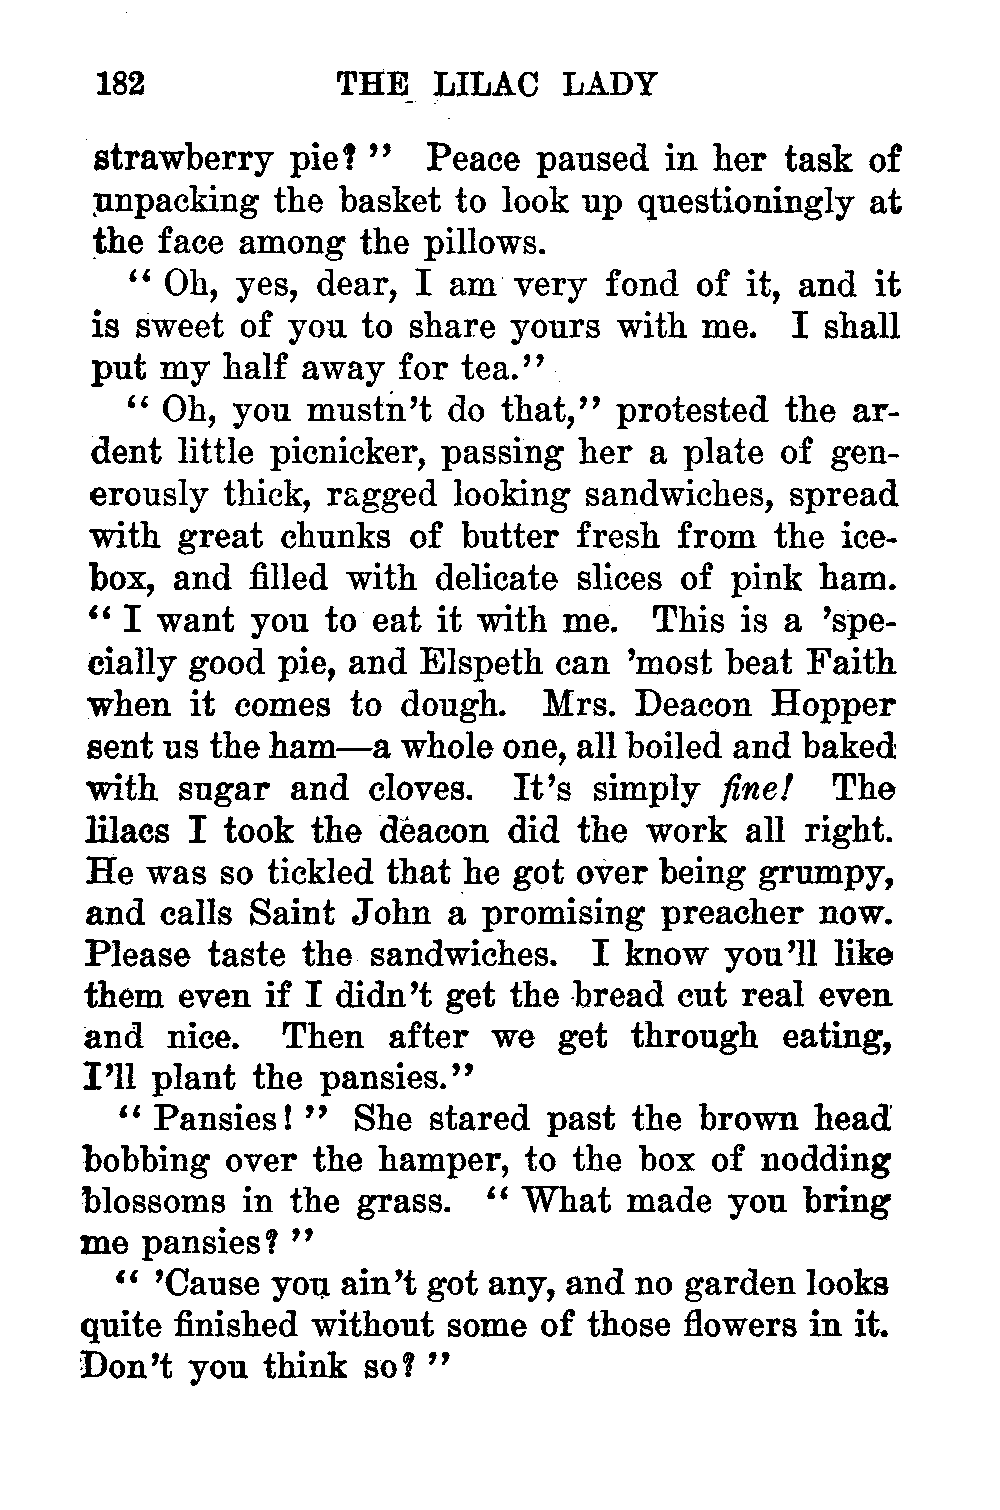 182 THE LILAC LADY
strawberry pie? " Peace paused in her task of
unpacking the basket to look up questioningly at
the face among the pillows.
" Oh, yes, dear, I am very fond of it, and it
is sweet of you to share yours with me. I shall
put my half away for tea."
" Oh, you mustn't do that," protested the ar-
dent little picnicker, passing her a plate of gen-
erously thick, ragged looking sandwiches, spread
with great chunks of butter fresh from the ice-
box, and filled with delicate slices of pink ham.
" I want you to eat it with me. This is a 'spe-
cially good pie, and Elspeth can 'most beat Faith
when it comes to dough. Mrs. Deacon Hopper
sent us the ham—a whole one, all boiled and baked
with sugar and cloves. It's simply fine! The
lilacs I took the deacon did the work all right.
He was so tickled that he got over being grumpy,
and calls Saint John a promising preacher now.
Please taste the sandwiches. I know you'll like
them even if I didn't get the bread cut real even
and nice. Then after we get through eating,
I'll plant the pansies."
" Pansies! " She stared past the brown head
bobbing over the hamper, to the box of nodding
blossoms in the grass. " What made you bring
me pansies? "
" 'Cause you ain't got any, and no garden looks
quite finished without some of those flowers in it.
Don't you think so? "